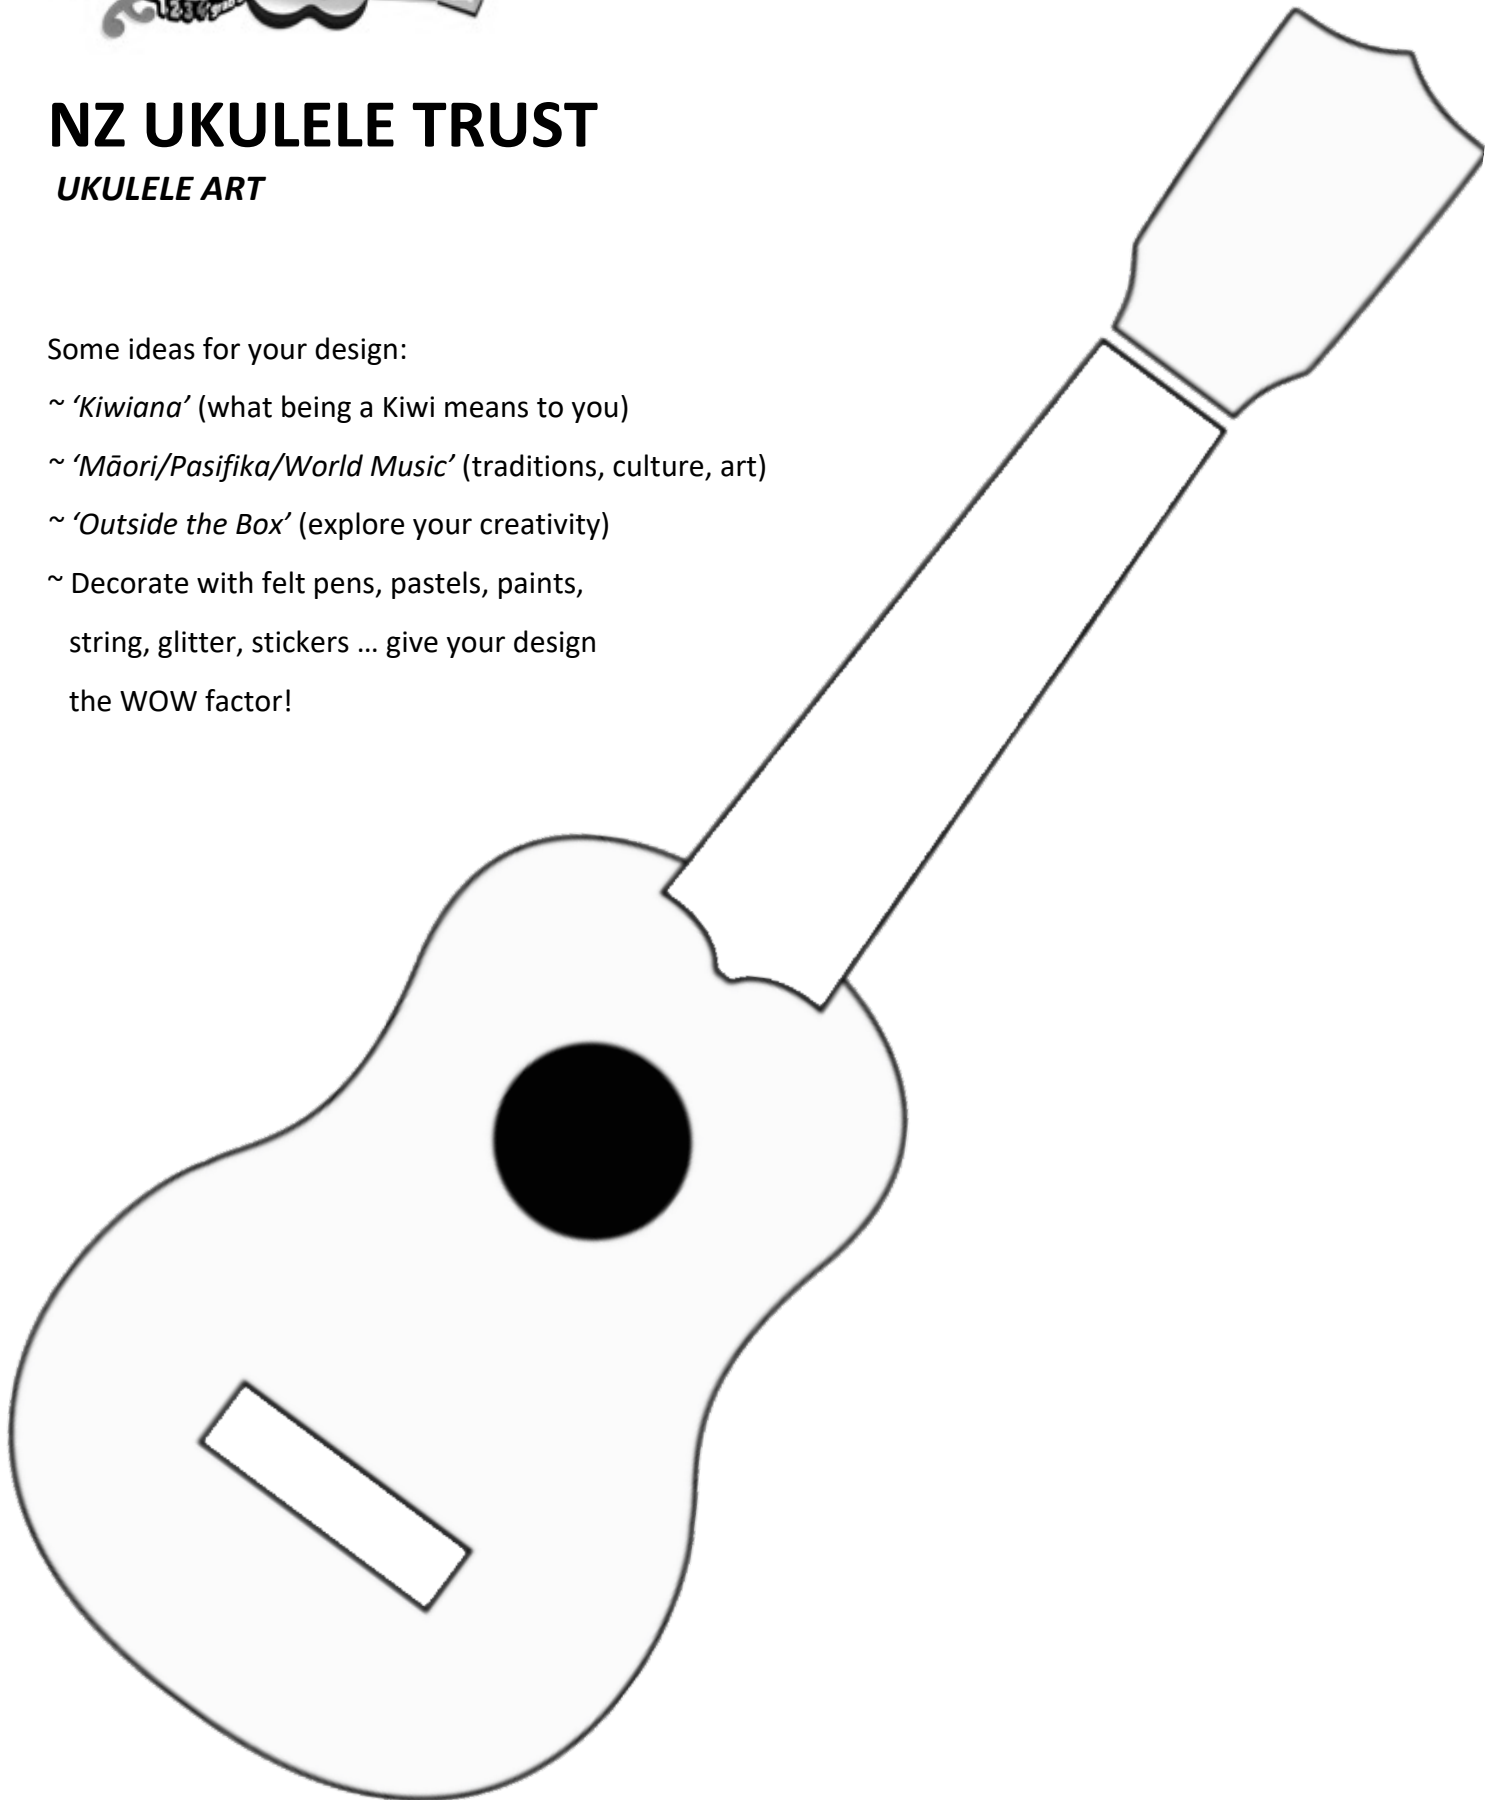 NZ UKULELE TRUST
UKULELE ART
Some ideas for your design:
~ ‘Kiwiana’ (what being a Kiwi means to you)
~ ‘Māori/Pasifika/World Music’ (traditions, culture, art)
~ ‘Outside the Box’ (explore your creativity)
~ Decorate with felt pens, pastels, paints,
string, glitter, stickers ... give your design
the WOW factor!